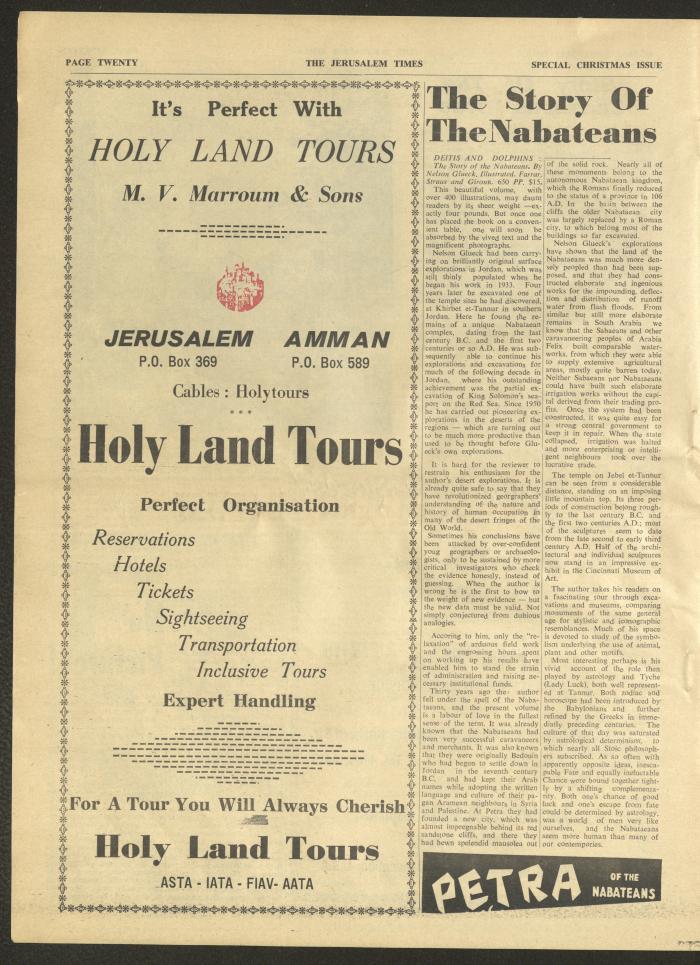 PAGE TWENTY
THE JERUSALEM TIMES
SPECIAL CHRISTMAS ISSUE
It's Perfect With
HOLY LAND TOURS
M. V. Marroum & Sons
JERUSALEM AMMAN
P.O. Box 369 P.O. Box 589
Cables : Holytours
Holy Land Tours
Perfect Organisation
Reservations
Hotels
Tickets
Sightseeing
Transportation
Inclusive Tours
Expert Handling
For A Tour You Will Always Cherish
Holy Land Tours
ASTA - IATA - FIAV- AATA
The Story Of
The Nabateans
DEITIS AND DOLPHINS :
The Story of the Nabateans. By
Nelson Glueck, Illustrated. Farrar,
Straus and Giroun. 650 PP. $15.
This beautiful volume, with
over 400 illustrations, may daunt
readers by its sheer weight —ex-
actly four pounds. But once one
has placed the book on a conven-
ient table, one will soon be
absorbed by the vived text and the
magnificent photographs.
Nelson Glueck had been carry-
ing on brilliantly original surface
explorations in Jordan, which was
still thinly populated when he
began his work in 1933. Four
years later he excavated one of
the temple sites he had discovered,
at Khirbet et-Tannur in southern
Jordan. Here he found the re-
mains of a unique Nabataean
complex, dating from the last
century B.C. and the first two
centuries or so A.D. He was sub-
sequently able to continue his
explorations and excavations for
much of the following decade in
Jordan, where his outstanding
achievement was the partial ex-
cavation of King Solomon's sea-
port on the Red Sea. Since 1950
he has carried out pioneering ex-
plorations in the deserts of the
regions — which are turning out
to be much more productive than
used to be thought before Glu-
eck's own explorations.
It is hard for the reviewer to
restrain his enthusiasm for the
author's desert explorations. It is
already quite safe to say that they
have revolutionized georgraphers'
understanding of the nature and
history of human occupation in
many of the desert fringes of the
Old World.
Sometimes his conclusions have
been attacked by over-confident
youg geographers or archaeolo-
gists, only to be sustained by more
critical investigators who check
the evidence honestly, instead of
guessing. When the author is
wrong he is the first to bow to
the weight of new evidence — but
the new data must be valid. Not
simply conjectured from dubious
analogies.
Accoring to him, only the "re-
laxation" of arduous field work
and the engrossing hours spent
on working up his results have
enabled him to stand the strain
of administration and raising ne-
cessary institutional funds.
Thirty years ago the author
fell under the spell of the Naba-
taeans, and the present volume
is a labour of love in the fullest
sense of the term. It was already
known that the Nabataeans had
been very successful caravaneers
and merchants. It was also known
that they were originally Bedouin
who had begun to settle down in
Jordan in the seventh century
B.C, and had kept their Arab
names while adopting the written
language and culture of their pa-
gan Aramean neighbours in Syria
and Palestine. At Petra they had
founded a new city, which was
almost impregnable behind its red
sandstone cliffs, and there they
had hewn splendid mausolea out
of the solid rock. Nearly all of
these monuments belong to the
autonomous Nabataean kingdom,
which the Romans finally reduced
to the status of a province in 106
A.D. In the basin between the
cliffs the older Nabataean city
was largely replaced by a Roman
city, to which belong most of the
buildings so far excavated.
Nelson Glueck's explorations
have shown that the land of the
Nabataeans was much more den-
sely peopled than had been sup-
posed, and that they had cons-
tructed elaborate and ingenious
works for the impounding, deflec-
tion and distribution of runoff
water from flash floods. From
similar but still more elaborate
remains in South Arabia we
know that the Sabaeans and other
caravaneering peoples of Arabia
Felix built comparable water-
works, from which they were able
to supply extensive agricultural
areas, mostly quite barren today.
Neither Sabaeans nor Nabataeans
could have built such elaborate
irrigation works without the capi-
tal derived from their trading pro-
fits. Once the system had been
constructed, it was quite easy for
a strong central government to
keep it in repair. When the state
collapsed, irrigation was halted
and more enterprising or intelli-
gent neighbours took over the
lucrative trade.
The temple on Jebel et-Tannur
can be seen from a considerable
distance, standing on an imposing
little mountain top. Its three per-
iods of construction belong rough-
ly to the last century B.C. and
the first two centuries A.D.; most
of the sculptures seem to date
from the late second to early third
century A.D. Half of the archi-
tectural and individual sculptures
now stand in an impressive ex-
hibit in the Cincinnati Museum of
Art.
The author takes his readers on
a fascinating tour through exca-
vations and museums, comparing
monuments of the same general
age for stylistic and iconographic
resemblances. Much of his space
is devoted to study of the symbo-
lism underlying the use of animal,
plant and other motifs.
Most interesting perhaps is his
vivid account of the role then
played by astrology and Tyche
(Lady Luck), both well represent-
ed at Tannur. Both zodiac and
horoscope had been introduced by
the Babylonians and further
refined by the Greeks in imme-
diately preceding centuries. The
culture of that day was saturated
by astrological determinism, to
which nearly all Stoic philosoph-
ers subscribed. As so often with
apparently opposite ideas, inesca-
pable Fate and equally ineluctable
Chance were bound together tight-
ly by a shifting complementa-
rity. Both one's chance of good
luck and one's escape from fate
could be determined by astrology,
was a world of men very like
ourselves, and the Nabataeans
seem more human than many of
our contempories.
PETRA OF THE
NABATEANS